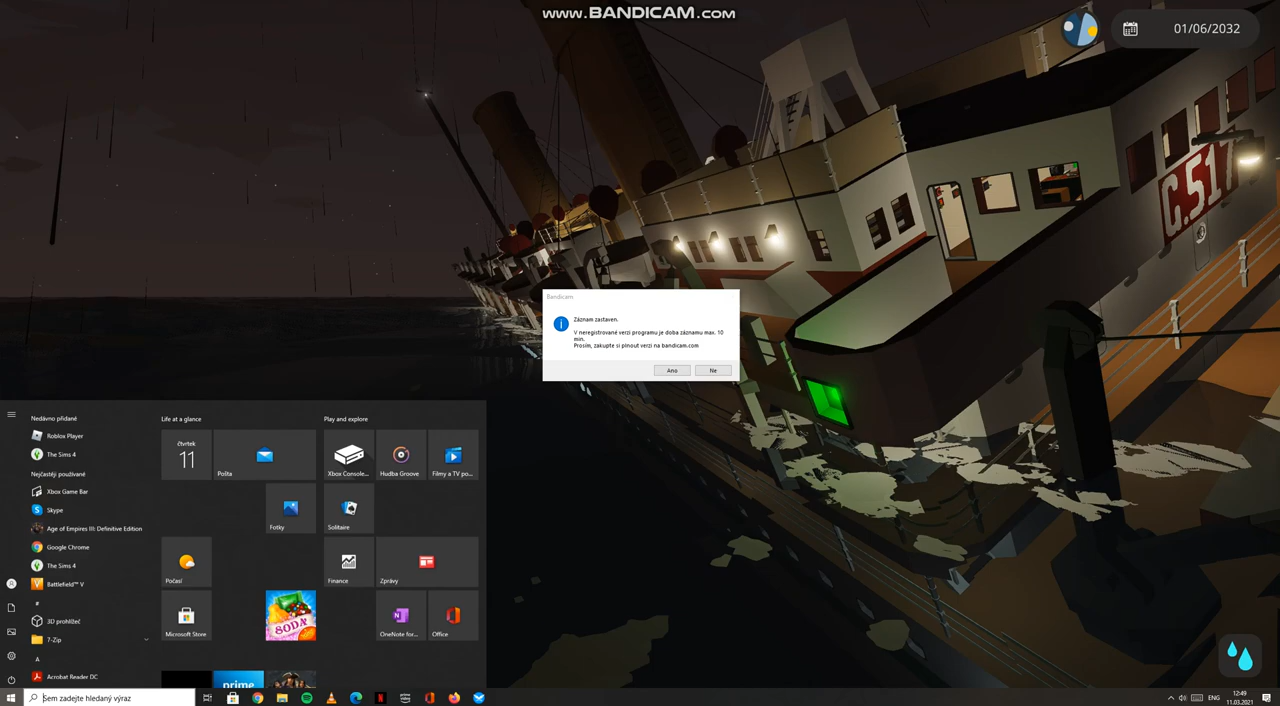 www.BANDICAM.com
01/06/2032
G.517
Bandicam
Záznam zastaven.
V neregistrované verzi programu je doba záznamu max. 10
min.
Prosím, zakupte si plnout verzi na bandicam.com
Ano
Ne
Nedávno přidané
Roblox Player
The Sims 4
Nejčastěji používané
Xbox Game Bar
Skype
Age of Empires III: Definitive Edition
Google Chrome
The Sims 4
Battlefield™ V
#
3D prohlížeč
7-Zip
A
Acrobat Reader DC
Life at a glance
čtvrtek
11
Pošta
Fotky
Počasí
Microsoft Store
SODA
prime
Play and explore
Xbox Console...
Hudba Groove
Filmy a TV po...
Solitaire
Finance
Zprávy
OneNote for...
Office
Sem zadejte hledaný výraz
ENG
12:49
11.03.2021